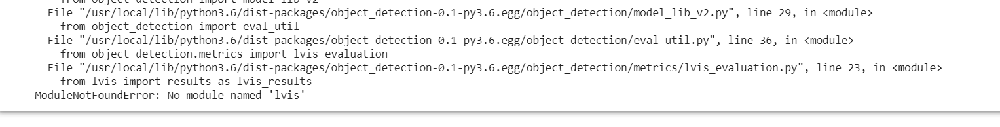 from object_detection import model_lib_v2
File "/usr/local/lib/python3.6/dist-packages/object_detection-0.1-py3.6.egg/object_detection/model_lib_v2.py", line 29, in <module>
from object_detection import eval_util
File "/usr/local/lib/python3.6/dist-packages/object_detection-0.1-py3.6.egg/object_detection/eval_util.py", line 36, in <module>
from object_detection.metrics import lvis_evaluation
File "/usr/local/lib/python3.6/dist-packages/object_detection-0.1-py3.6.egg/object_detection/metrics/lvis_evaluation.py", line 23, in <module>
from lvis import results as lvis_results
ModuleNotFoundError: No module named 'lvis'